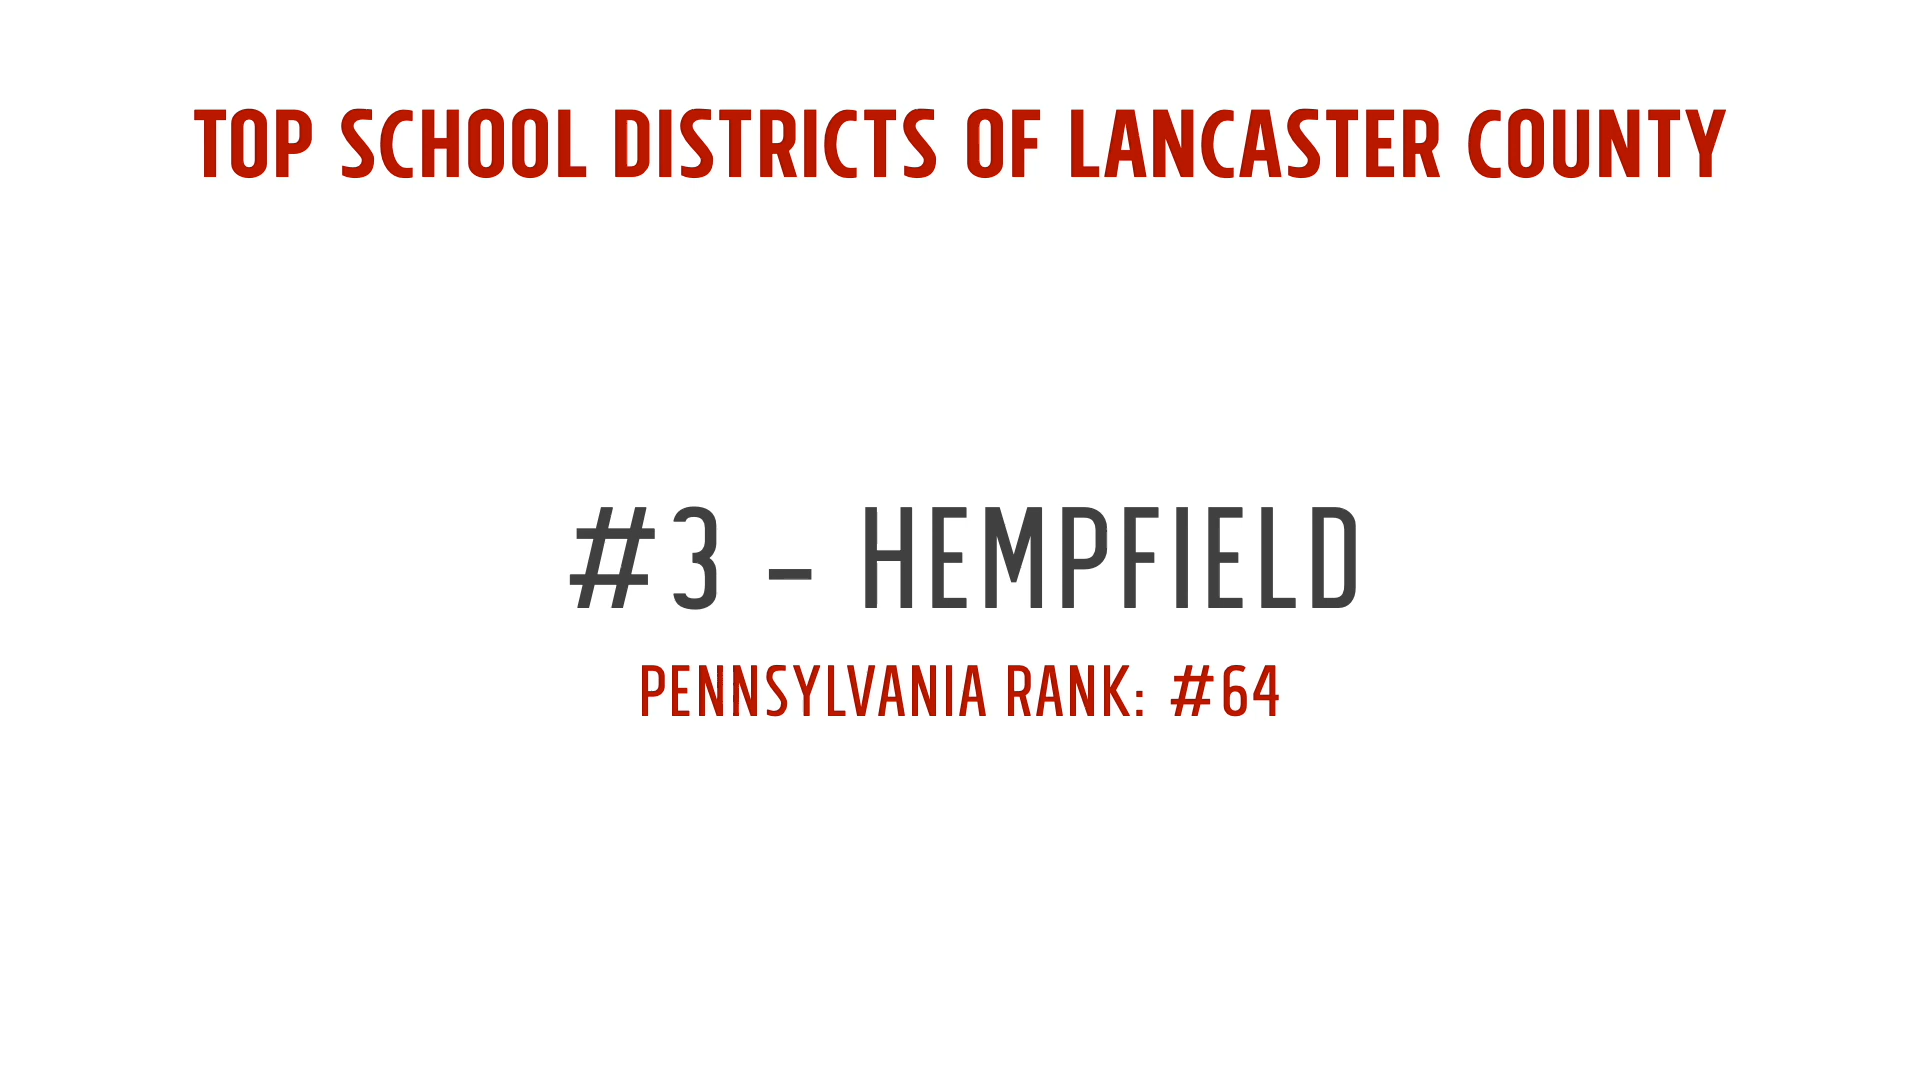 TOP SCHOOL DISTRICTS OF LANCASTER COUNTY
#3 – HEMPFIELD
PENNSYLVANIA RANK: #64